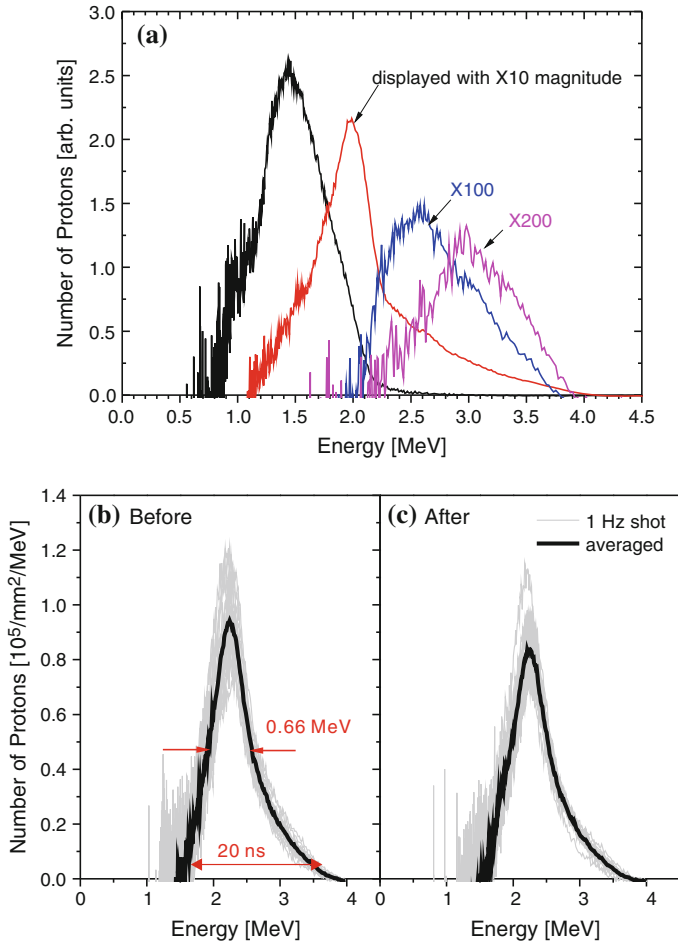 (a)
3.0
2.5
2.0
1.5
1.0
0.5
0.0
Number of Protons [arb. units]
displayed with X10 magnitude
X100
X200
0.0 0.5 1.0 1.5 2.0 2.5 3.0 3.5 4.0 4.5
Energy [MeV]
(b) Before
1.4
1.2
1.0
0.8
0.6
0.4
0.2
0.0
Number of Protons [10⁵/mm²/MeV]
0.66 MeV
20 ns
0 1 2 3 4
Energy [MeV]
(c) After
1 Hz shot
averaged
1 2 3 4 5
Energy [MeV]